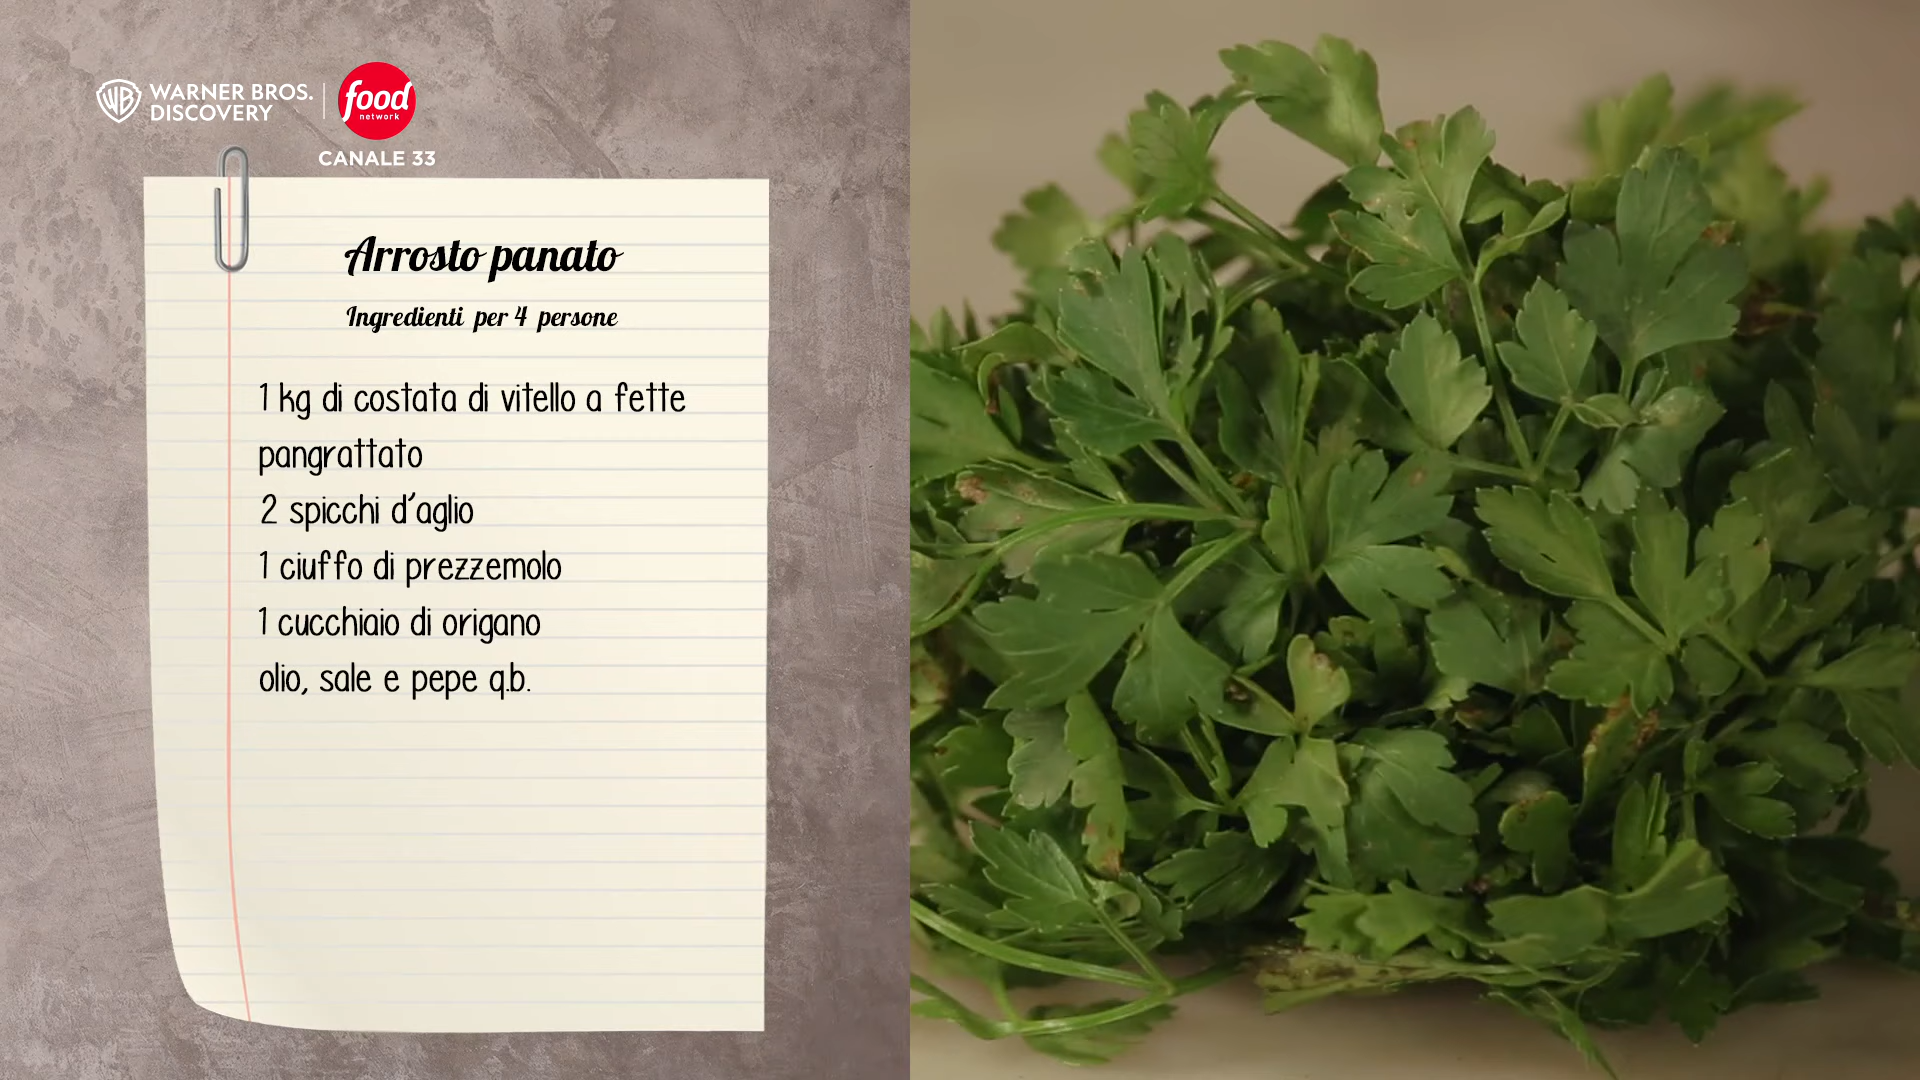 WARNER BROS.
DISCOVERY
food
network
CANALE 33
Arrosto panato
Ingredienti per 4 persone
1 kg di costata di vitello a fette
pangrattato
2 spicchi d'aglio
1 ciuffo di prezzemolo
1 cucchiaio di origano
olio, sale e pepe q.b.